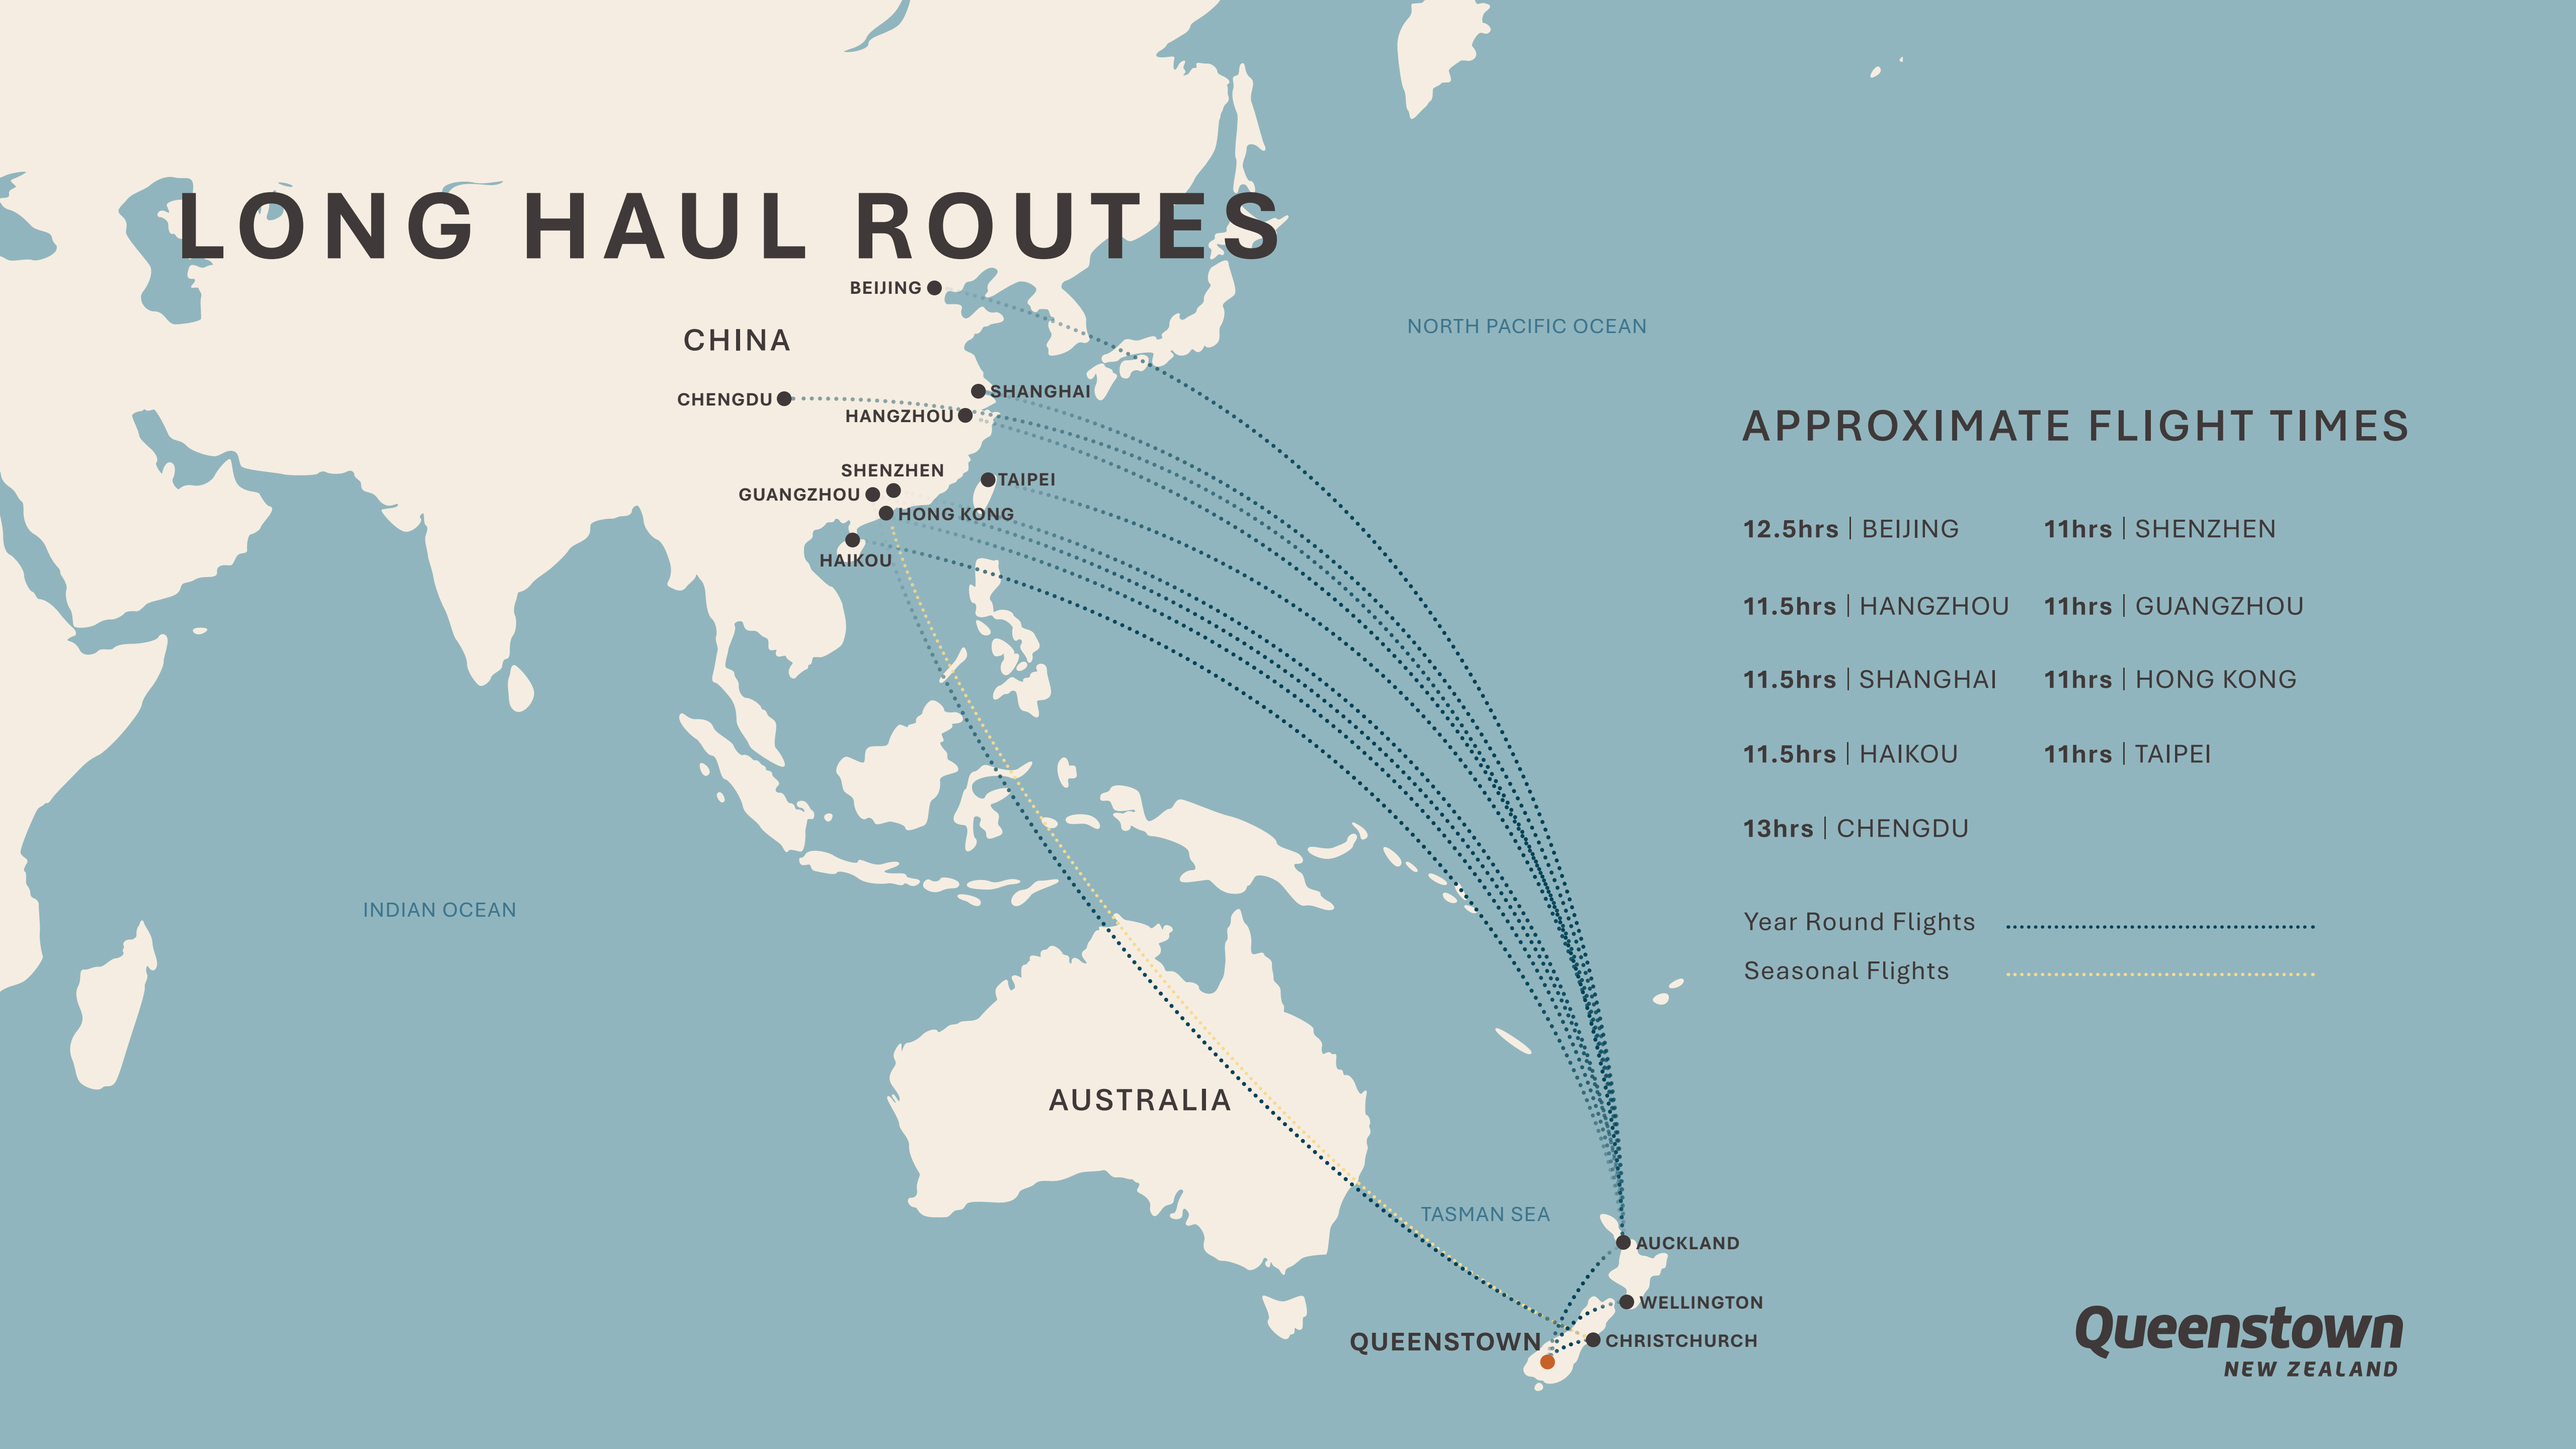 LONG HAUL ROUTES
BEIJING
NORTH PACIFIC OCEAN
CHINA
SHANGHAI
CHENGDU
HANGZHOU
SHENZHEN
TAIPEI
GUANGZHOU
HONG KONG
HAIKOU
INDIAN OCEAN
AUSTRALIA
TASMAN SEA
AUCKLAND
WELLINGTON
QUEENSTOWN
CHRISTCHURCH
APPROXIMATE FLIGHT TIMES
12.5hrs | BEIJING
11hrs | SHENZHEN
11.5hrs | HANGZHOU
11hrs | GUANGZHOU
11.5hrs | SHANGHAI
11hrs | HONG KONG
11.5hrs | HAIKOU
11hrs | TAIPEI
13hrs | CHENGDU
Year Round Flights
Seasonal Flights
Queenstown
NEW ZEALAND